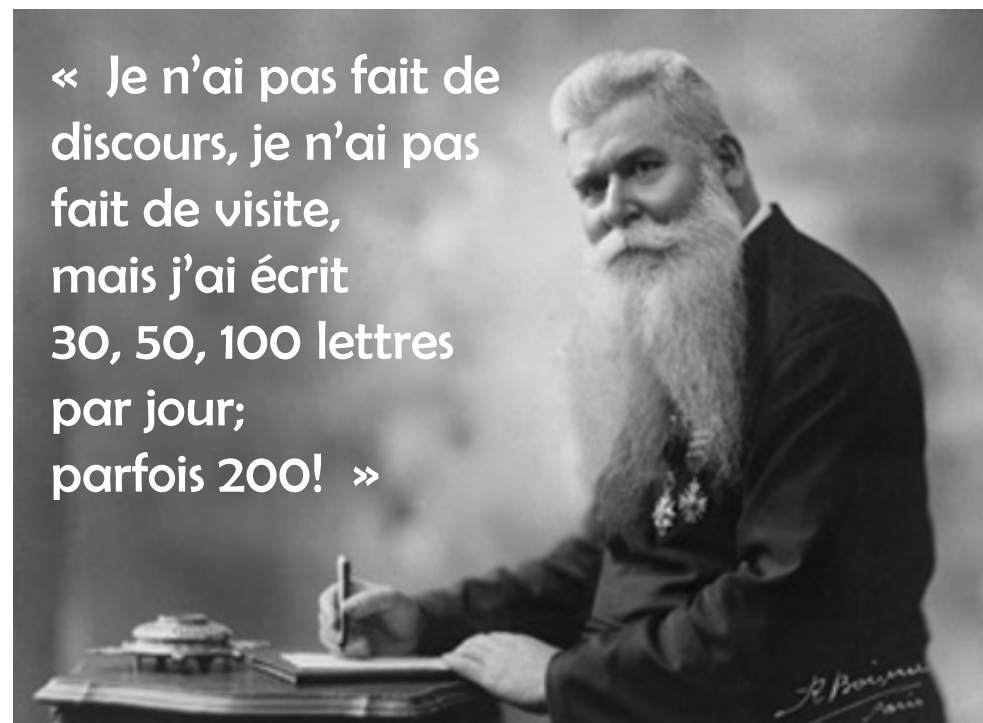 «  Je n’ai pas fait de
discours, je n’ai pas
fait de visite,
mais j’ai écrit
30, 50, 100 lettres
par jour;
parfois 200!  »
Paris